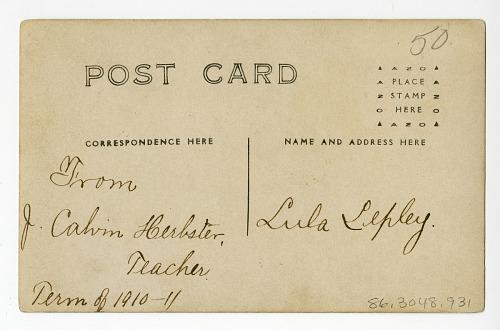 50.
POST CARD
AZO
PLACE
STAMP
HERE
AZO
CORRESPONDENCE HERE
NAME AND ADDRESS HERE
From
J. Calvin Herbster,
Teacher.
Term of 1910-11
Lula Lepley.
86.3048.931